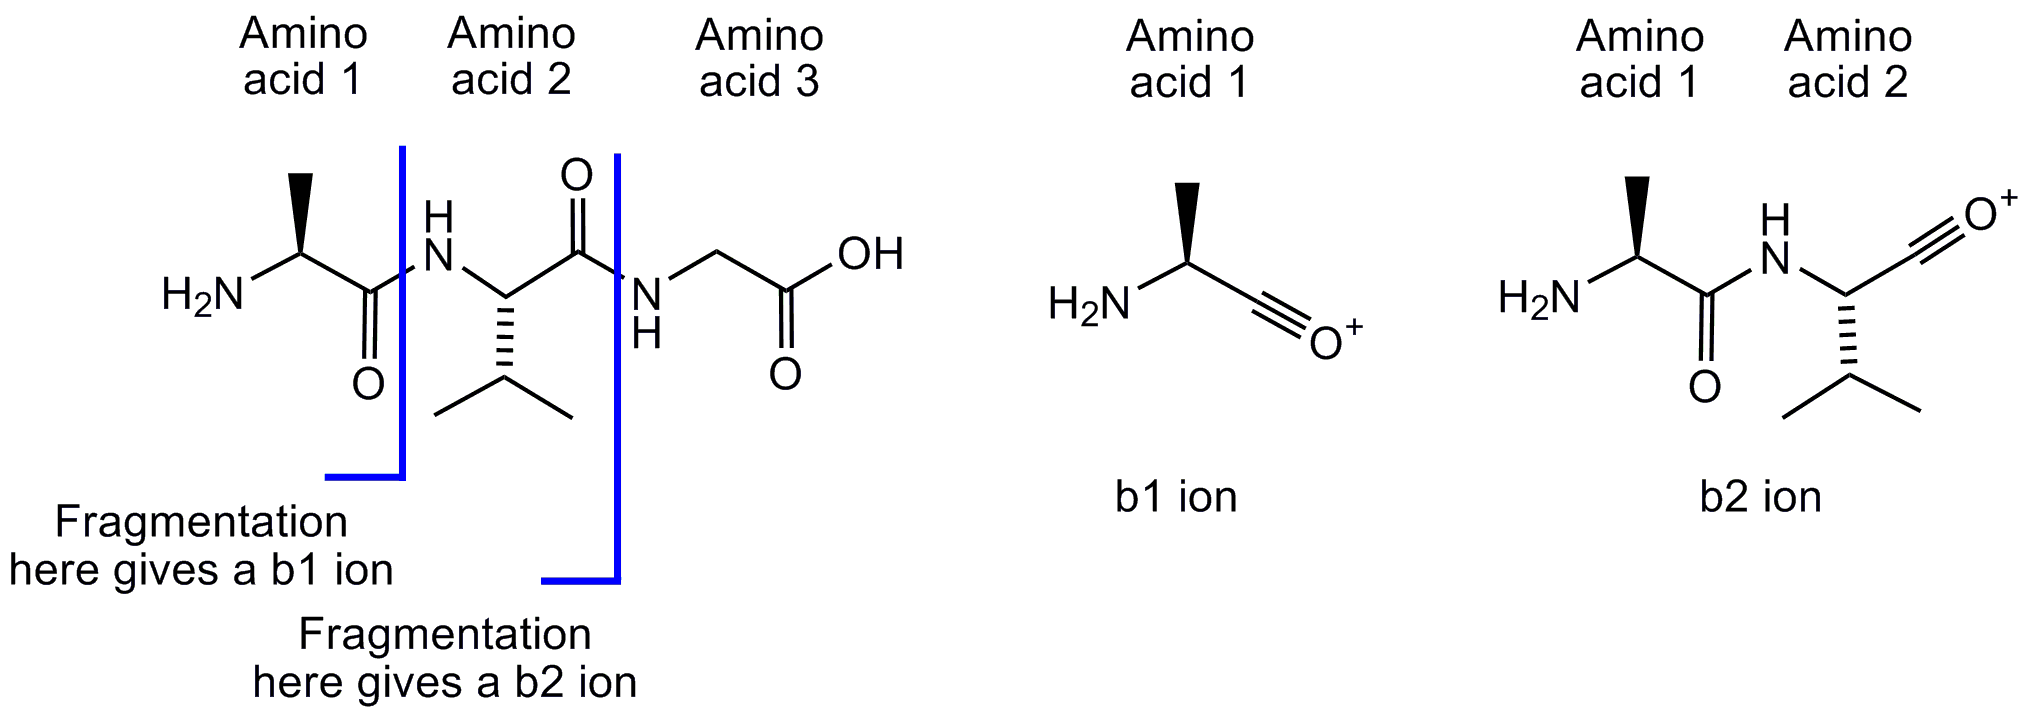 Amino acid 1
Amino acid 2
Amino acid 3
H2N
O
H
N
O
N
H
O
OH
Fragmentation
here gives a b1 ion
Fragmentation
here gives a b2 ion
Amino acid 1
H2N
O+
b1 ion
Amino acid 1
Amino acid 2
H2N
O
H
N
O+
b2 ion